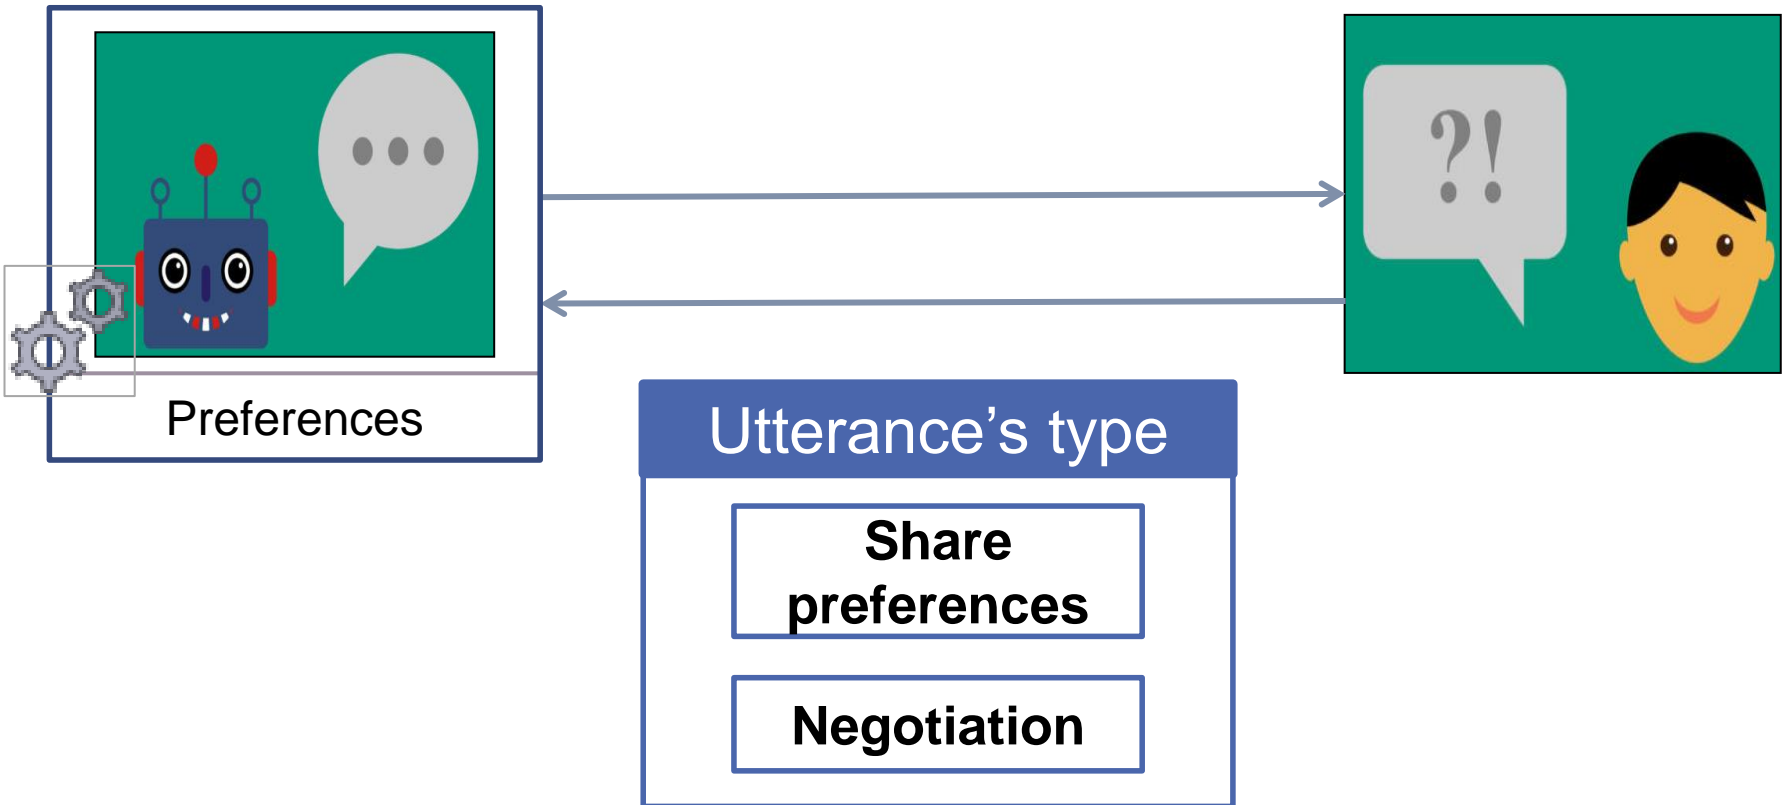 ?!
Preferences
Utterance’s type
Share
preferences
Negotiation